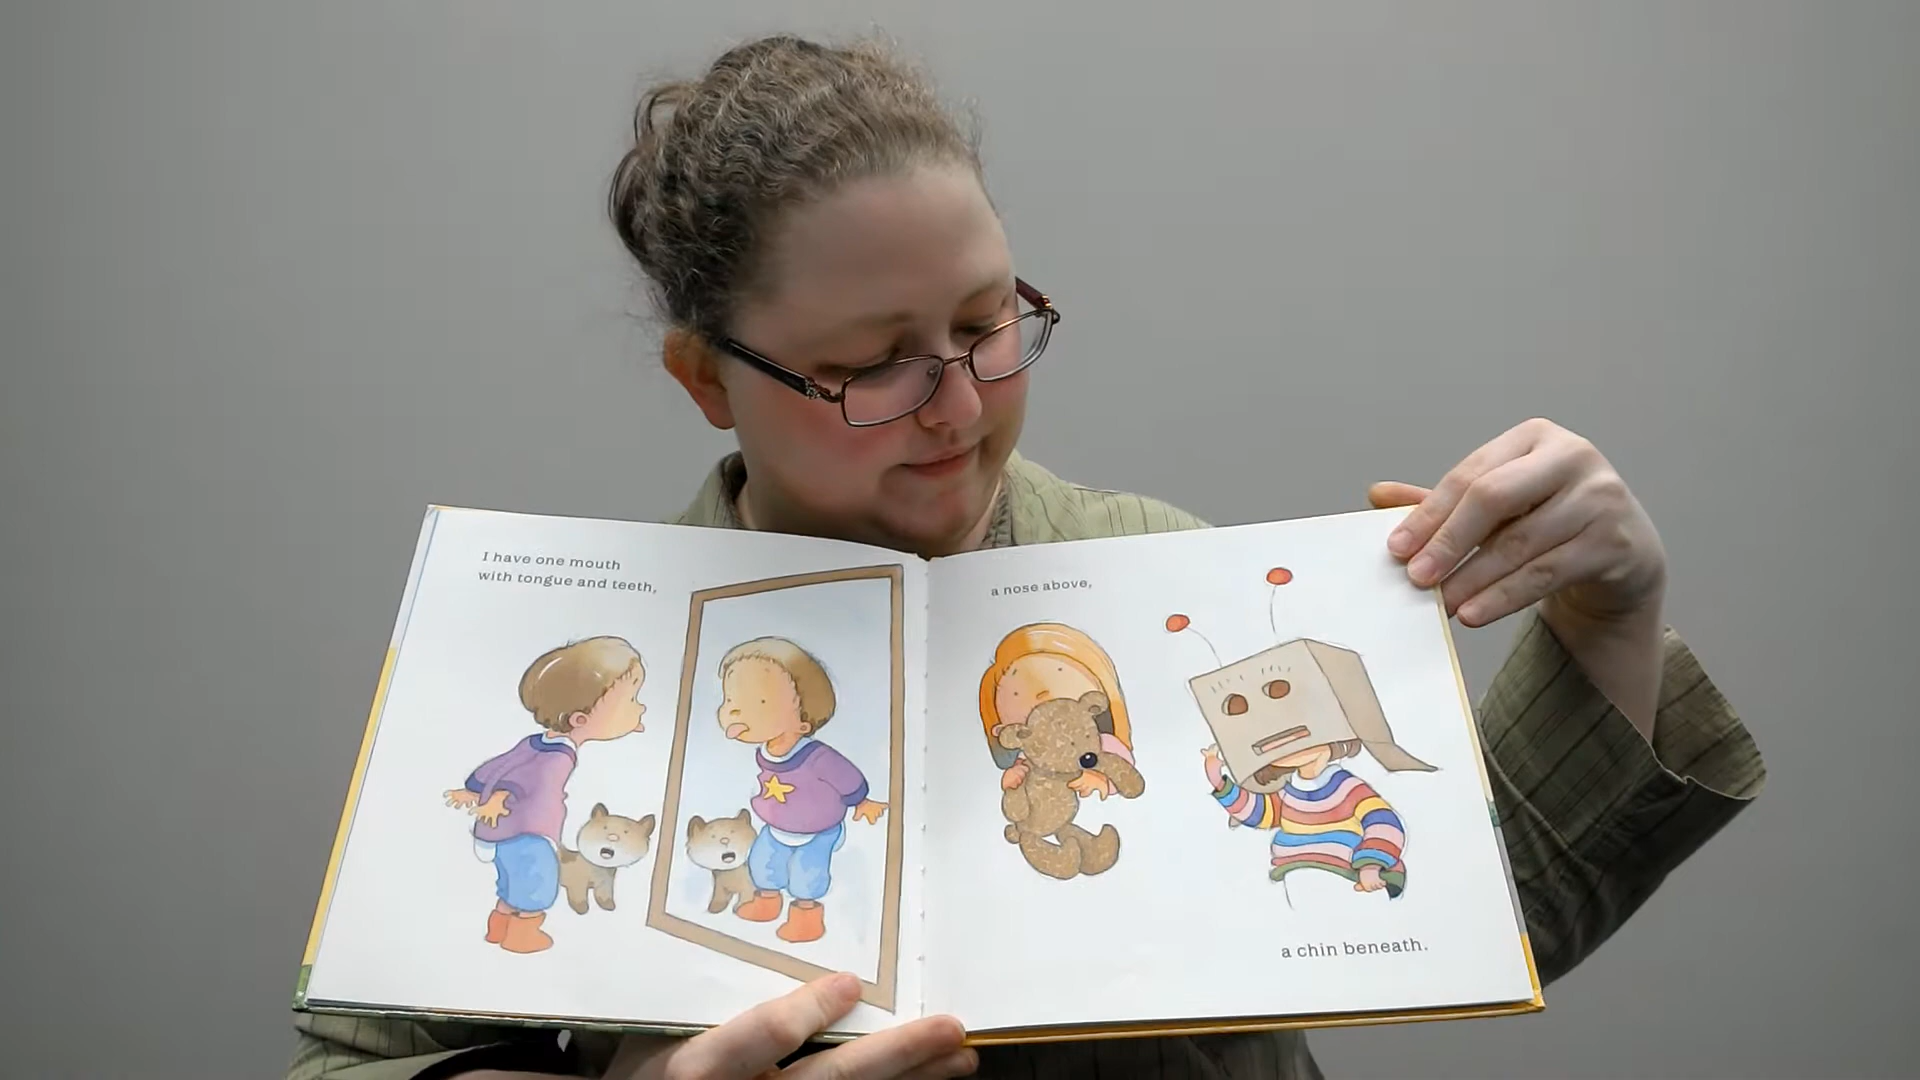 I have one mouth
with tongue and teeth,
a nose above,
a chin beneath.